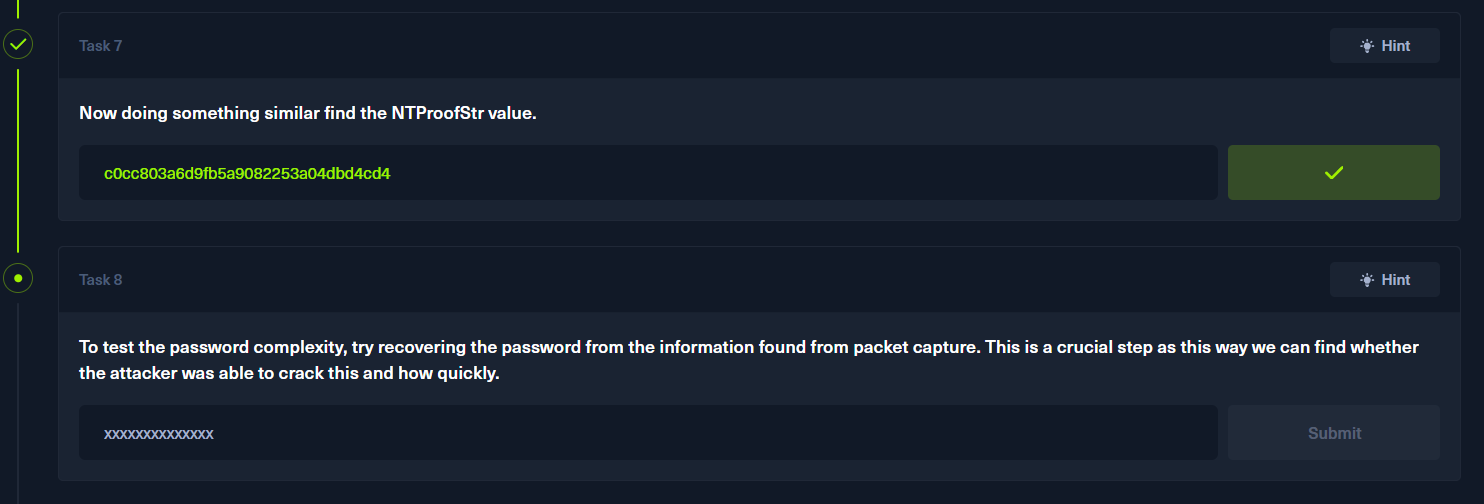 Task 7
Hint
Now doing something similar find the NTProofStr value.
c0cc803a6d9fb5a9082253a04dbd4cd4
Task 8
Hint
To test the password complexity, try recovering the password from the information found from packet capture. This is a crucial step as this way we can find whether
the attacker was able to crack this and how quickly.
xxxxxxxxxxxxxx
Submit